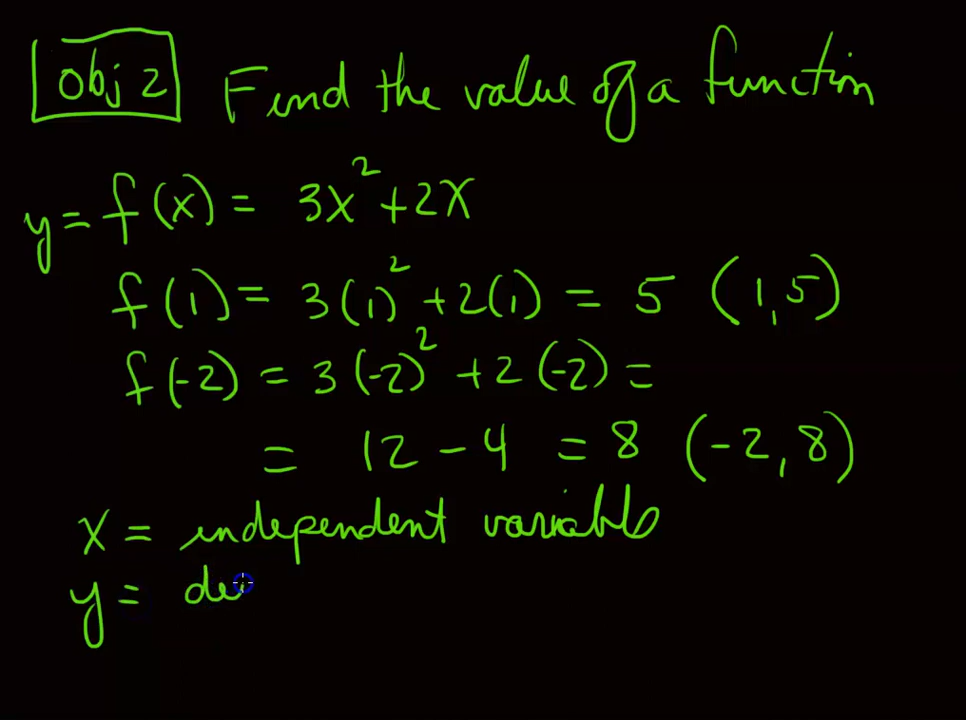 Obj 2 Find the value of a function
y = f(x) = 3x² + 2x
f(1) = 3(1)² + 2(1) = 5 (1,5)
f(-2) = 3(-2)² + 2(-2) =
= 12 - 4 = 8 (-2,8)
x = independent variable
y =